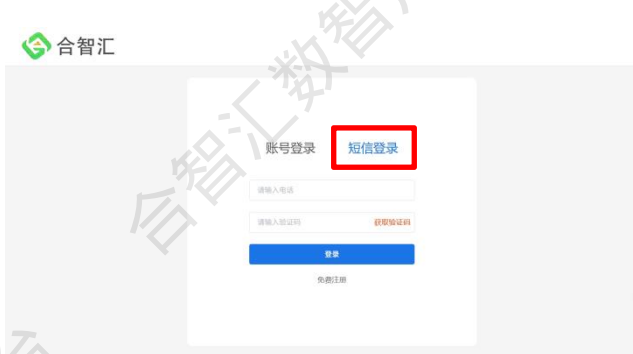 合智汇
账号登录 短信登录
请输入电话
请输入验证码 获取验证码
登录
免费注册
合智汇数智